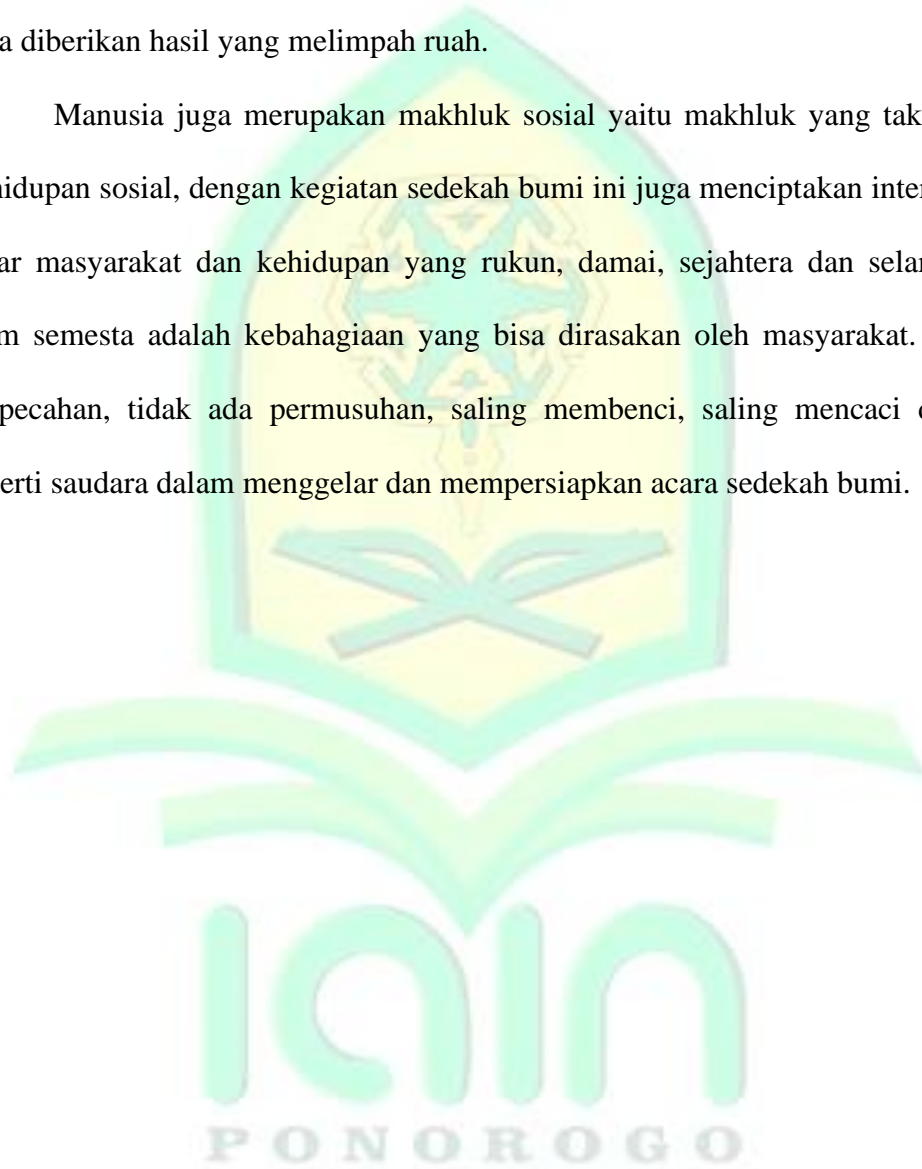 a diberikan hasil yang melimpah ruah.
Manusia juga merupakan makhluk sosial yaitu makhluk yang tak
hidupan sosial, dengan kegiatan sedekah bumi ini juga menciptakan inter
ar masyarakat dan kehidupan yang rukun, damai, sejahtera dan selar
m semesta adalah kebahagiaan yang bisa dirasakan oleh masyarakat.
pecahan, tidak ada permusuhan, saling membenci, saling mencaci
erti saudara dalam menggelar dan mempersiapkan acara sedekah bumi.
iain
PONOROGO